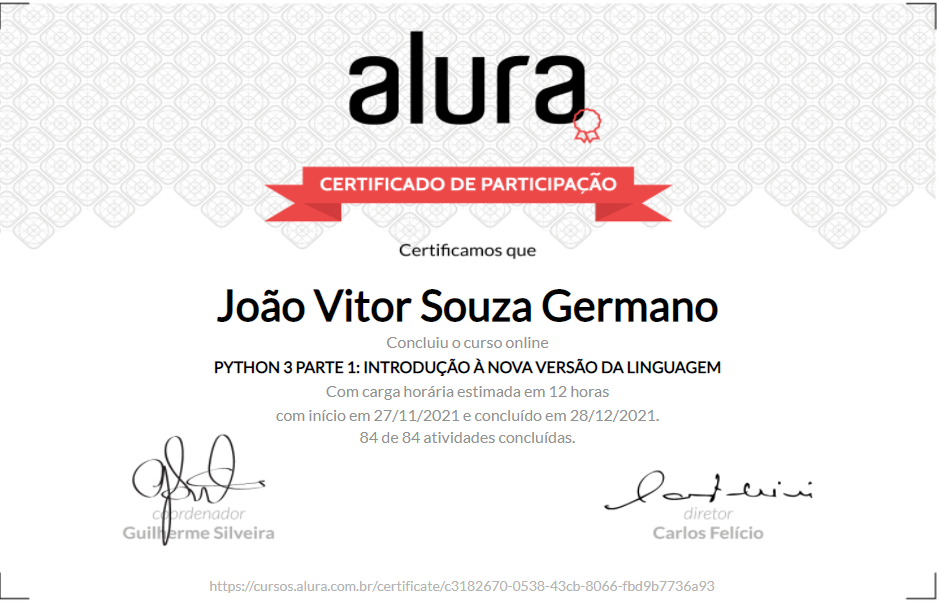 alura
CERTIFICADO DE PARTICIPAÇÃO
Certificamos que
João Vitor Souza Germano
Concluiu o curso online
PYTHON 3 PARTE 1: INTRODUÇÃO À NOVA VERSÃO DA LINGUAGEM
Com carga horária estimada em 12 horas
com início em 27/11/2021 e concluído em 28/12/2021.
84 de 84 atividades concluídas.
coordenador
Guilherme Silveira
diretor
Carlos Felício
https://cursos.alura.com.br/certificate/c3182670-0538-43cb-8066-fbd9b7736a93